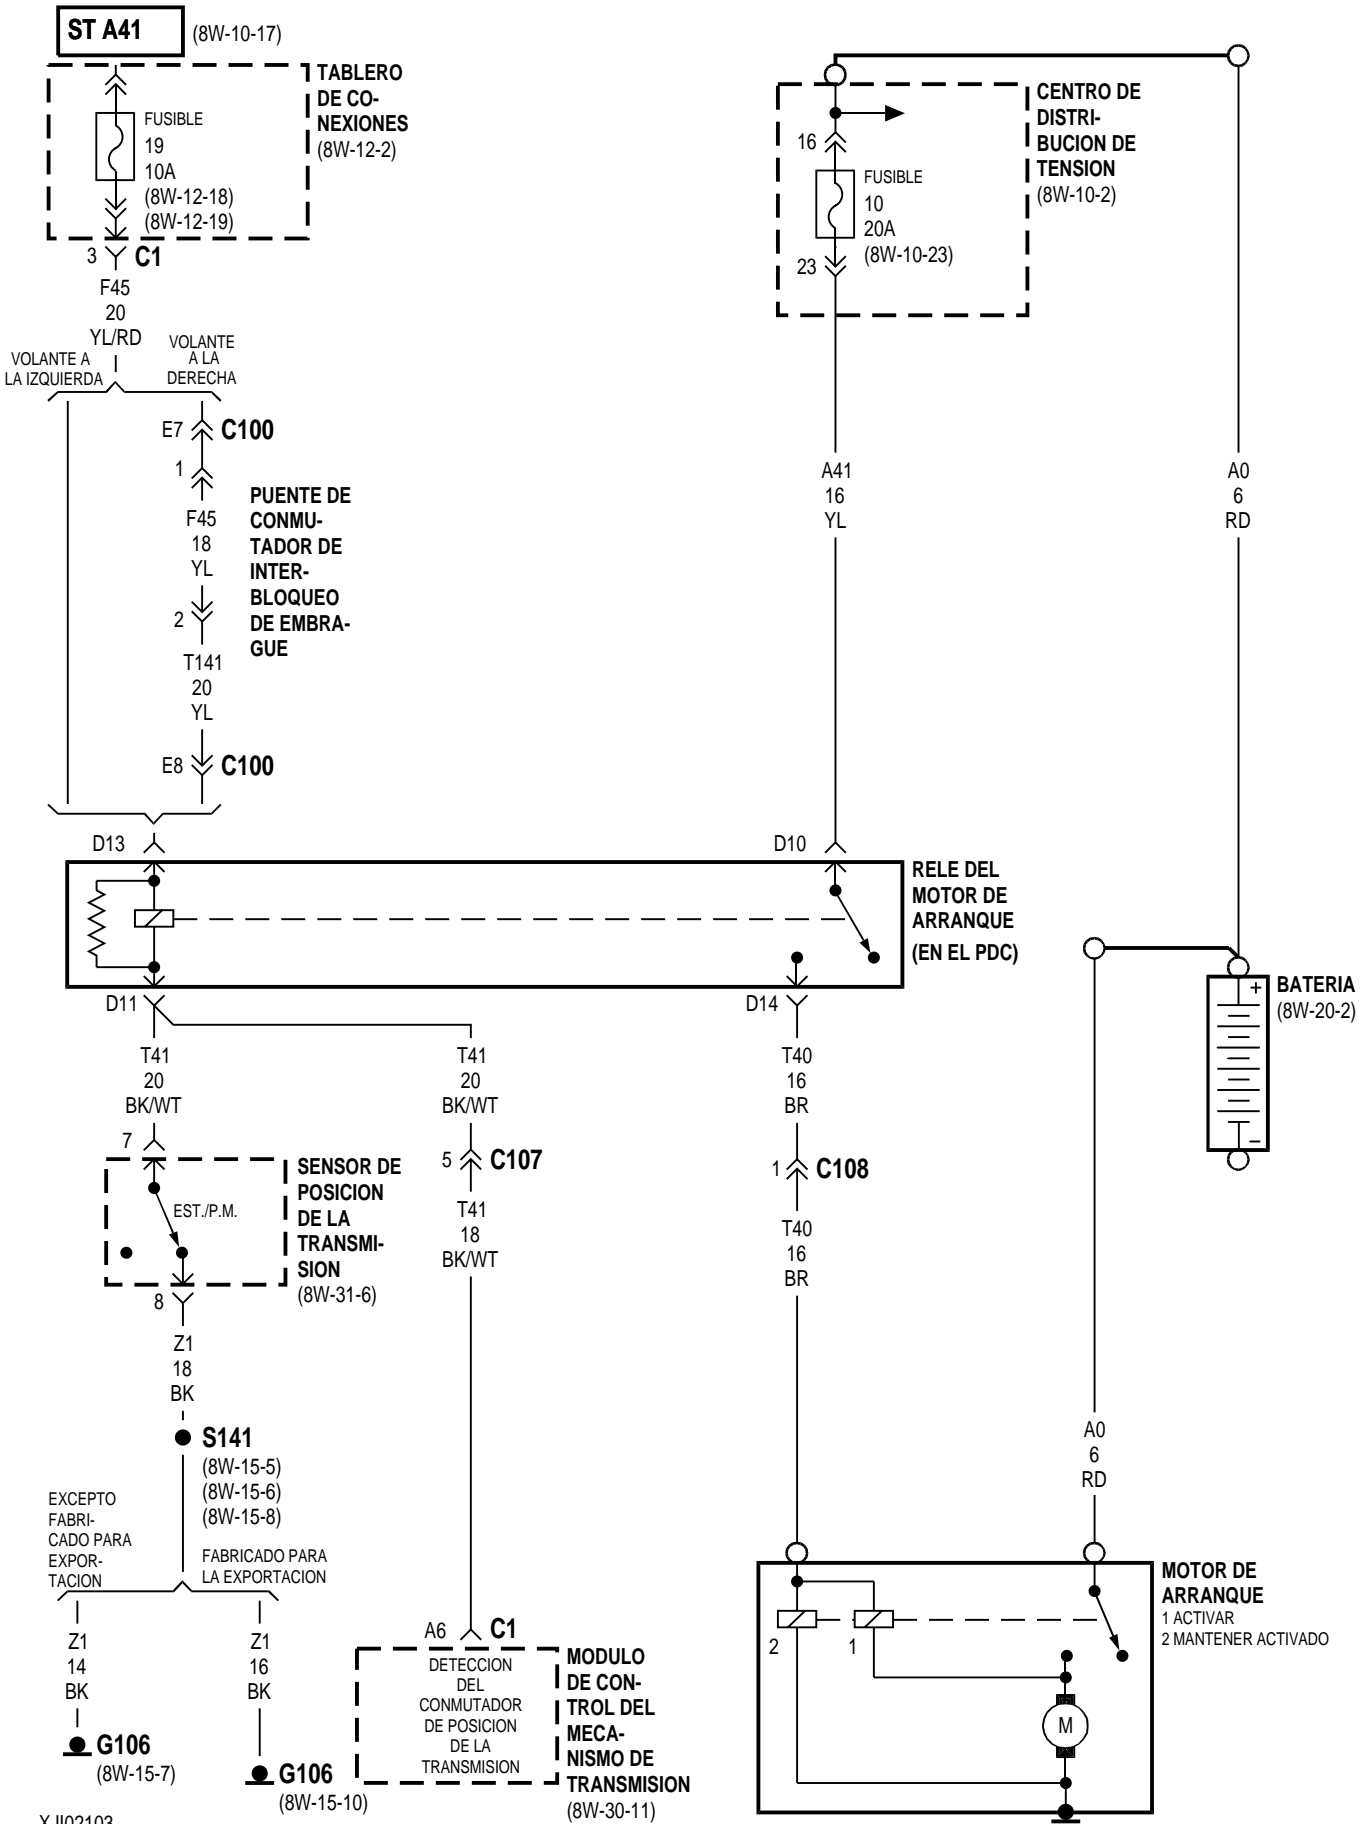 ST A41
(8W-10-17)
TABLERO
DE CO-
NEXIONES
(8W-12-2)
FUSIBLE
19
10A
(8W-12-18)
(8W-12-19)
3
C1
F45
20
YL/RD
VOLANTE A
LA IZQUIERDA
VOLANTE
A LA
DERECHA
E7
C100
1
F45
18
YL
2
PUENTE DE
CONMU-
TADOR DE
INTER-
BLOQUEO
DE EMBRA-
GUE
T141
20
YL
E8
C100
CENTRO DE
DISTRI-
BUCION DE
TENSION
(8W-10-2)
16
FUSIBLE
10
20A
(8W-10-23)
23
A41
16
YL
A0
6
RD
D13
D10
RELE DEL
MOTOR DE
ARRANQUE
(EN EL PDC)
D11
D14
+
BATERIA
(8W-20-2)
–
T41
20
BK/WT
T41
20
BK/WT
T40
16
BR
7
SENSOR DE
POSICION
DE LA
TRANSMI-
SION
(8W-31-6)
EST./P.M.
8
5
C107
T41
18
BK/WT
1
C108
T40
16
BR
Z1
18
BK
S141
(8W-15-5)
(8W-15-6)
(8W-15-8)
A0
6
RD
EXCEPTO
FABRI-
CADO PARA
EXPOR-
TACION
FABRICADO PARA
LA EXPORTACION
Z1
14
BK
G106
(8W-15-7)
Z1
16
BK
G106
(8W-15-10)
A6
C1
DETECCION
DEL
CONMUTADOR
DE POSICION
DE LA
TRANSMISION
MODULO
DE CON-
TROL DEL
MECA-
NISMO DE
TRANSMISION
(8W-30-11)
MOTOR DE
ARRANQUE
1 ACTIVAR
2 MANTENER ACTIVADO
2
1
M